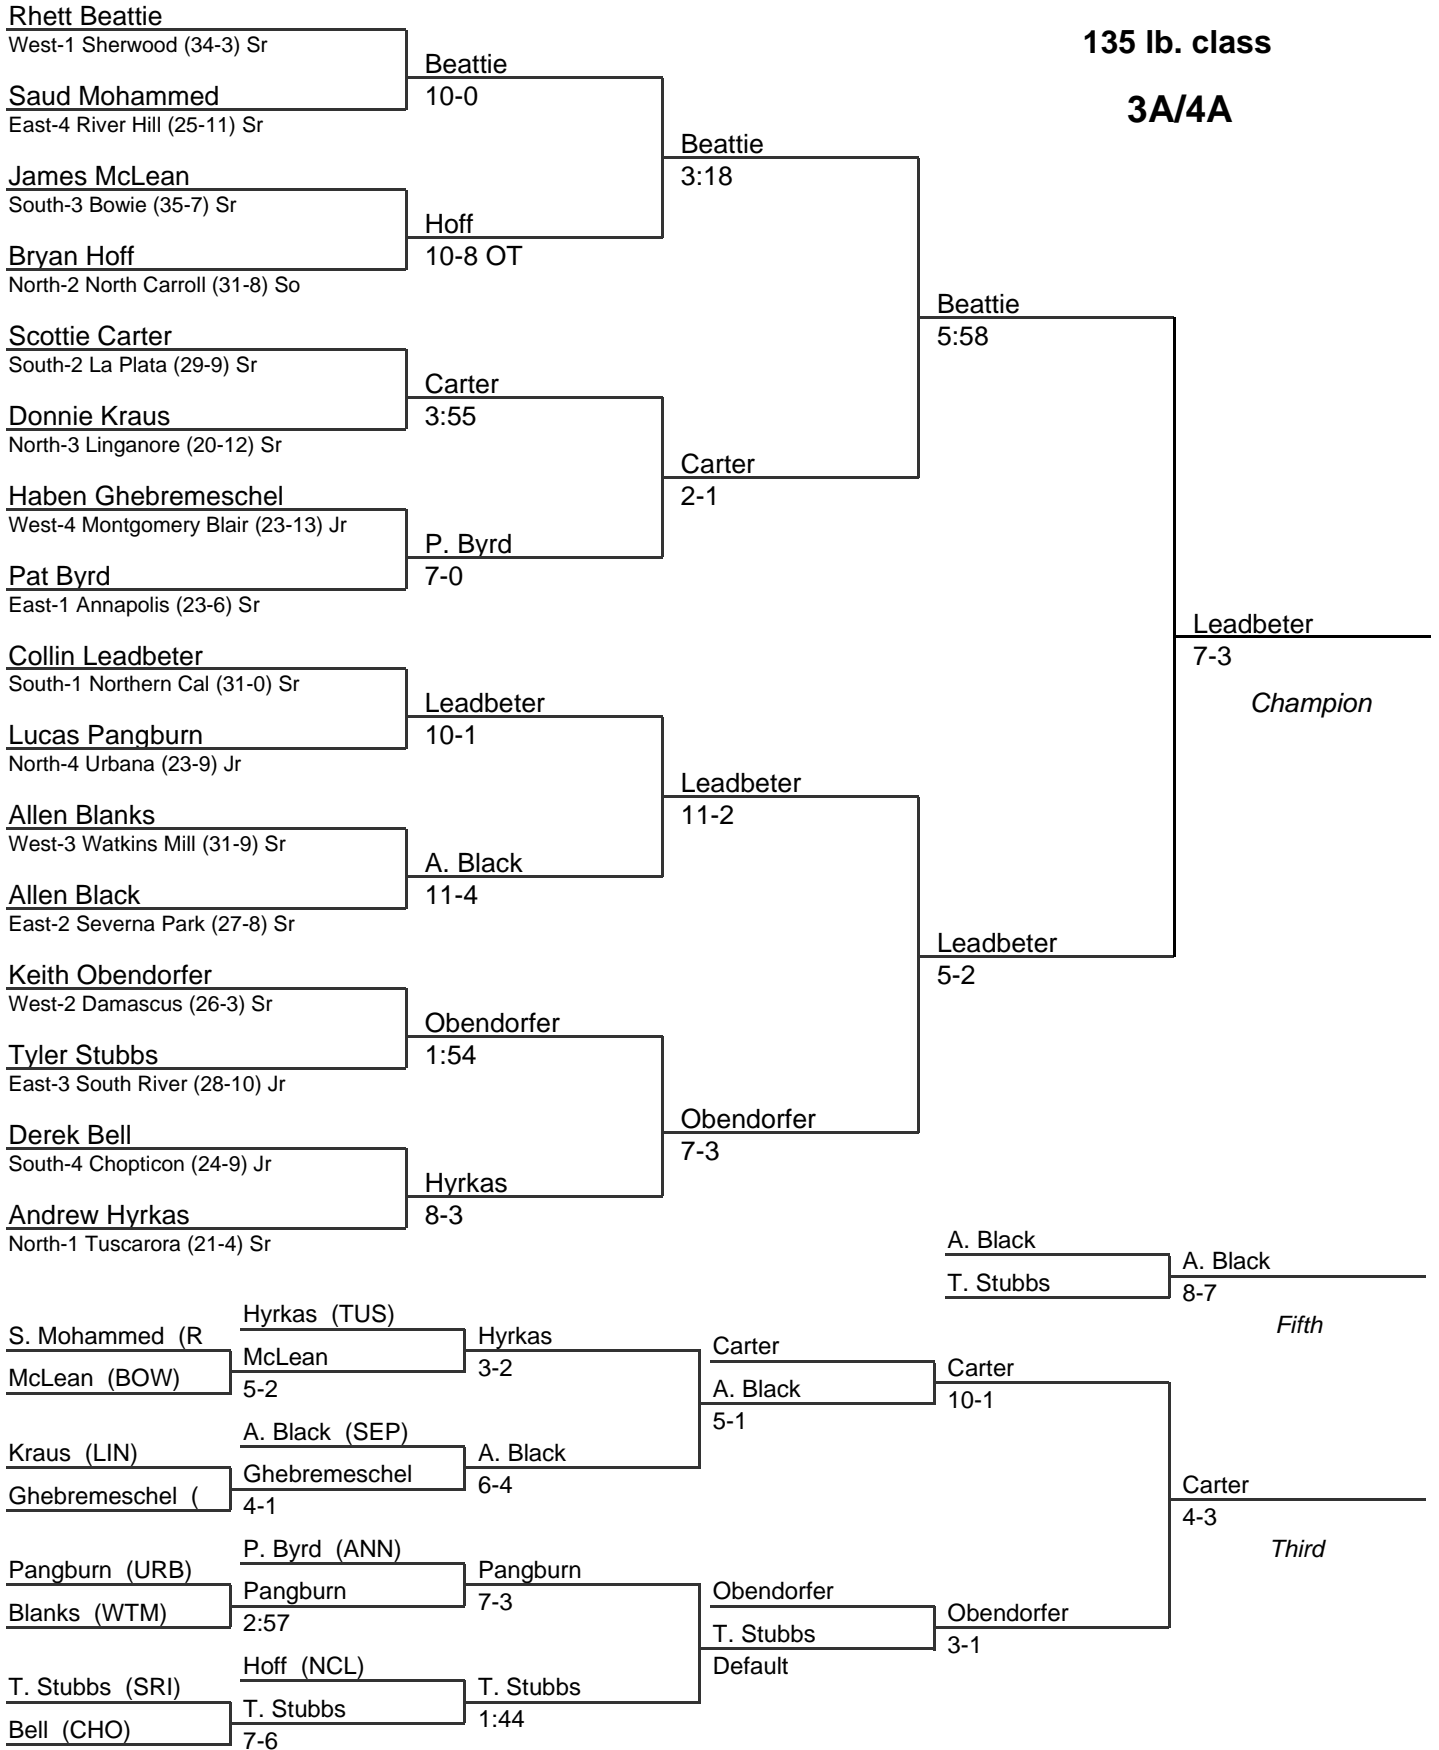 Rhett Beattie
West-1 Sherwood (34-3) Sr
135 lb. class
Beattie
10-0
Saud Mohammed
East-4 River Hill (25-11) Sr
3A/4A
Beattie
3:18
James McLean
South-3 Bowie (35-7) Sr
Hoff
10-8 OT
Bryan Hoff
North-2 North Carroll (31-8) So
Beattie
5:58
Scottie Carter
South-2 La Plata (29-9) Sr
Carter
3:55
Donnie Kraus
North-3 Linganore (20-12) Sr
Carter
2-1
Haben Ghebremeschel
West-4 Montgomery Blair (23-13) Jr
P. Byrd
7-0
Pat Byrd
East-1 Annapolis (23-6) Sr
Leadbeter
7-3
Champion
Collin Leadbeter
South-1 Northern Cal (31-0) Sr
Leadbeter
10-1
Lucas Pangburn
North-4 Urbana (23-9) Jr
Leadbeter
11-2
Allen Blanks
West-3 Watkins Mill (31-9) Sr
A. Black
11-4
Allen Black
East-2 Severna Park (27-8) Sr
Leadbeter
5-2
Keith Obendorfer
West-2 Damascus (26-3) Sr
Obendorfer
1:54
Tyler Stubbs
East-3 South River (28-10) Jr
Obendorfer
7-3
Derek Bell
South-4 Chopticon (24-9) Jr
Hyrkas
8-3
Andrew Hyrkas
North-1 Tuscarora (21-4) Sr
A. Black
T. Stubbs
A. Black
8-7
Fifth
S. Mohammed (R
McLean (BOW)
Hyrkas (TUS)
McLean
5-2
Hyrkas
3-2
Kraus (LIN)
Ghebremeschel (
A. Black (SEP)
Ghebremeschel
4-1
A. Black
6-4
Carter
A. Black
5-1
Carter
10-1
Carter
4-3
Third
Pangburn (URB)
Blanks (WTM)
P. Byrd (ANN)
Pangburn
2:57
Pangburn
7-3
Obendorfer
T. Stubbs
Default
Obendorfer
3-1
T. Stubbs (SRI)
Bell (CHO)
Hoff (NCL)
T. Stubbs
7-6
T. Stubbs
1:44